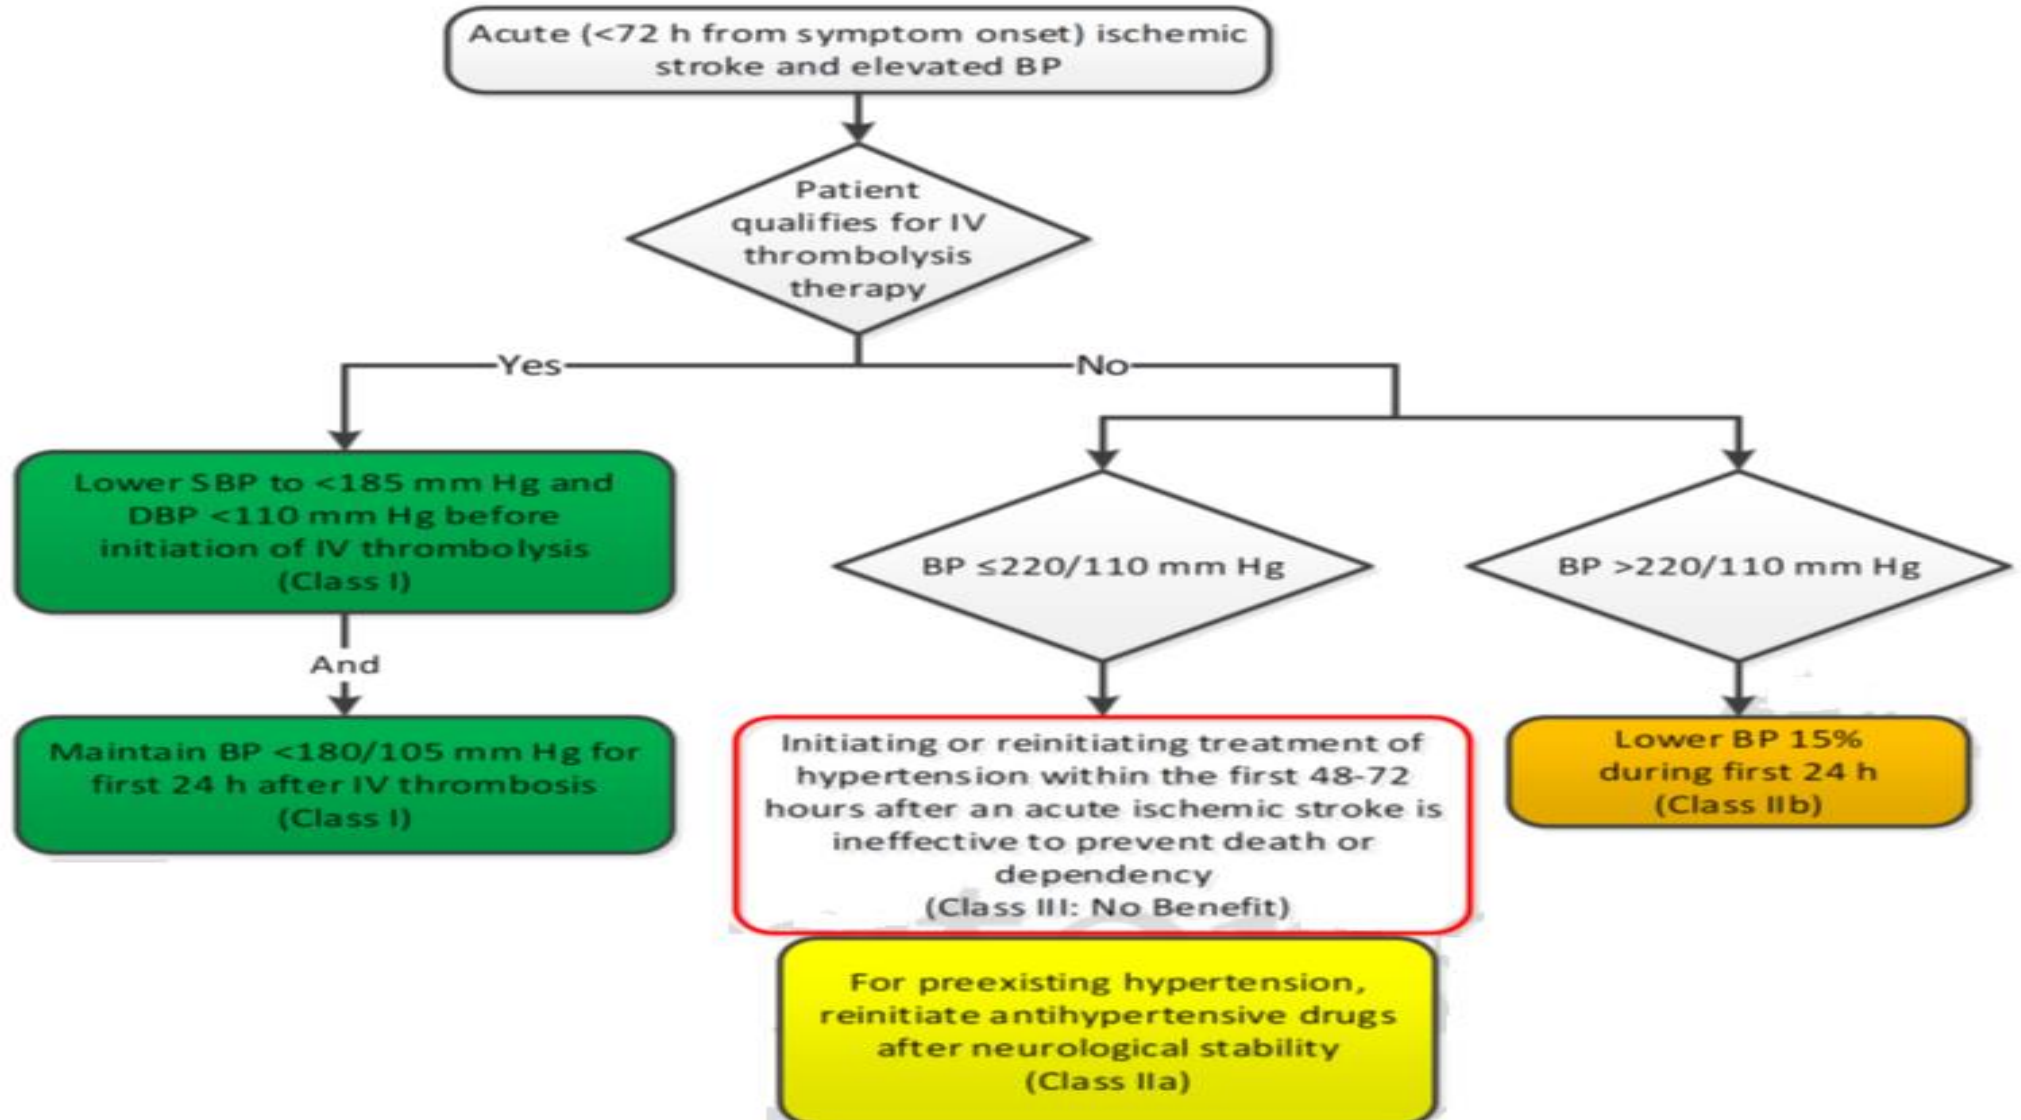 Acute (<72 h from symptom onset) ischemic
stroke and elevated BP
Patient
qualifies for IV
thrombolysis
therapy
Yes
No
Lower SBP to <185 mm Hg and
DBP <110 mm Hg before
initiation of IV thrombolysis
(Class I)
And
Maintain BP <180/105 mm Hg for
first 24 h after IV thrombosis
(Class I)
BP ≤220/110 mm Hg
Initiating or reinitiating treatment of
hypertension within the first 48-72
hours after an acute ischemic stroke is
ineffective to prevent death or
dependency
(Class III: No Benefit)
For preexisting hypertension,
reinitiate antihypertensive drugs
after neurological stability
(Class IIa)
BP >220/110 mm Hg
Lower BP 15%
during first 24 h
(Class IIb)